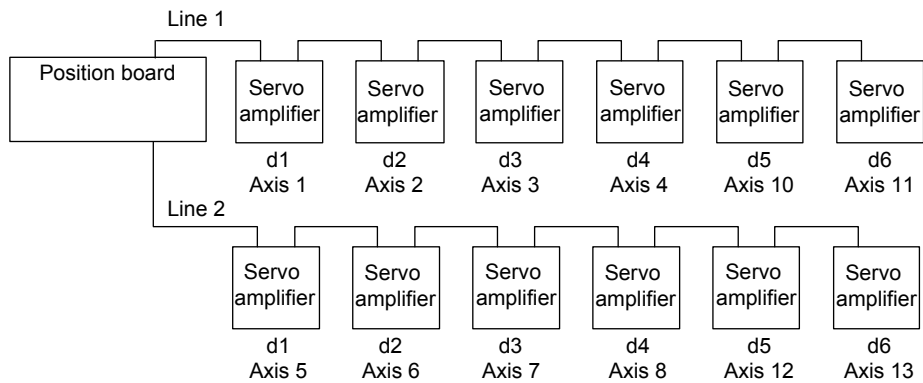 Line 1
Position board
Servo amplifier
Servo amplifier
Servo amplifier
Servo amplifier
Servo amplifier
Servo amplifier
d1 d2 d3 d4 d5 d6
Axis 1 Axis 2 Axis 3 Axis 4 Axis 10 Axis 11
Line 2
Servo amplifier
Servo amplifier
Servo amplifier
Servo amplifier
Servo amplifier
Servo amplifier
d1 d2 d3 d4 d5 d6
Axis 5 Axis 6 Axis 7 Axis 8 Axis 12 Axis 13